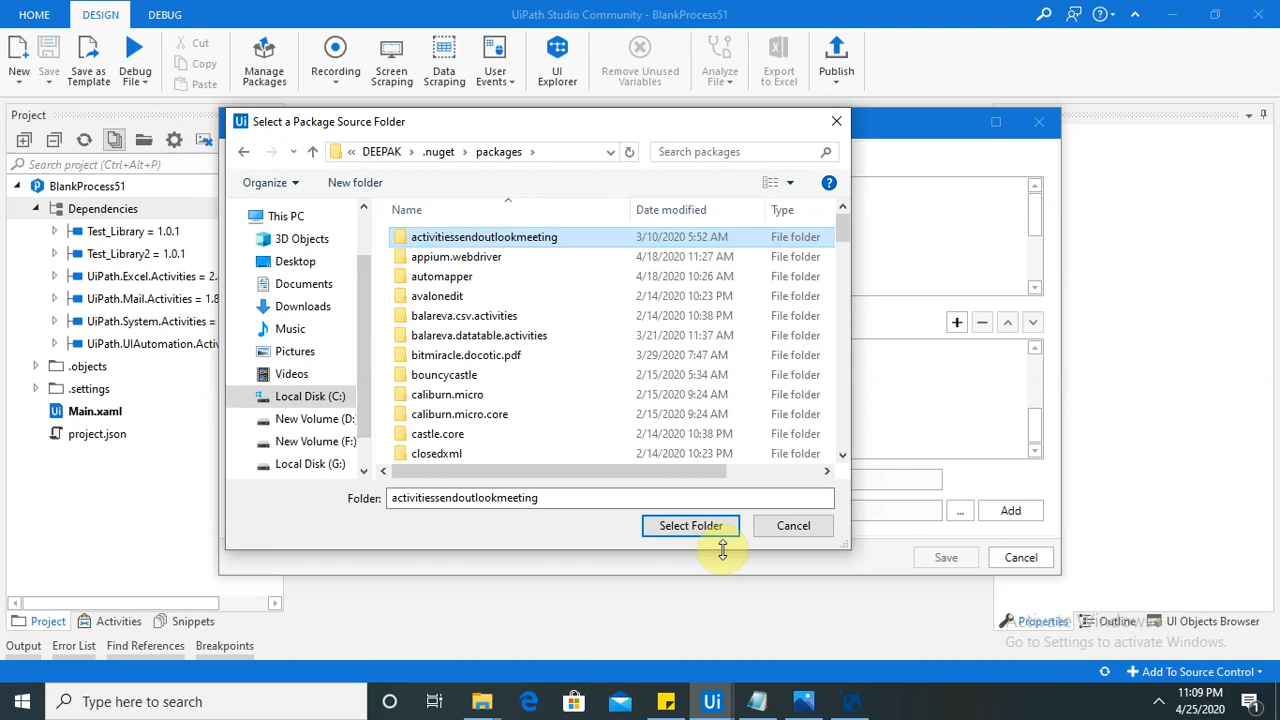 HOME DESIGN DEBUG UiPath Studio Community - BlankProcess51
New Save Save as Template Debug File Cut Copy Paste Manage Packages Recording Screen Scraping Data Scraping User Events UI Explorer Remove Unused Variables Analyze File Export to Excel Publish
Project
Search project (Ctrl+Alt+P)
BlankProcess51
Dependencies
Test_Library = 1.0.1
Test_Library2 = 1.0.1
UiPath.Excel.Activities = 2.
UiPath.Mail.Activities = 1.8
UiPath.System.Activities =
UiPath.UIAutomation.Activ
.objects
.settings
Main.xaml
project.json
Ui Select a Package Source Folder
« DEEPAK › .nuget › packages › Search packages
Organize New folder
This PC
3D Objects
Desktop
Documents
Downloads
Music
Pictures
Videos
Local Disk (C:)
New Volume (D:
New Volume (F:)
Local Disk (G:)
Name Date modified Type
activitiessendoutlookmeeting 3/10/2020 5:52 AM File folder
appium.webdriver 4/18/2020 11:27 AM File folder
automapper 4/18/2020 10:26 AM File folder
avalonedit 2/14/2020 10:23 PM File folder
balareva.csv.activities 2/14/2020 10:38 PM File folder
balareva.datatable.activities 3/21/2020 11:37 AM File folder
bitmiracle.docotic.pdf 3/29/2020 7:47 AM File folder
bouncycastle 2/15/2020 5:34 AM File folder
caliburn.micro 2/15/2020 9:24 AM File folder
caliburn.micro.core 2/15/2020 9:24 AM File folder
castle.core 2/14/2020 10:38 PM File folder
closedxml 2/14/2020 10:23 PM File folder
Folder: activitiessendoutlookmeeting
Select Folder Cancel
... Add
Save Cancel
Project Activities Snippets Properties Outline UI Objects Browser
Activate Windows
Go to Settings to activate Windows.
Output Error List Find References Breakpoints
Add To Source Control
Type here to search
Ui
11:09 PM
4/25/2020
1